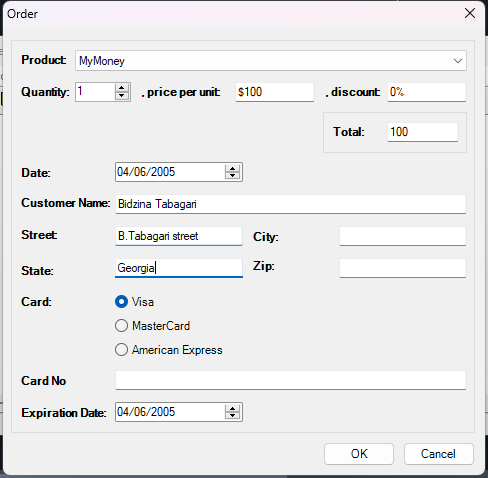 Order
Product: MyMoney
Quantity: 1 , price per unit: $100 , discount: 0%
Total: 100
Date: 04/06/2005
Customer Name: Bidzina Tabagari
Street: B.Tabagari street City:
State: Georgia Zip:
Card: Visa
MasterCard
American Express
Card No
Expiration Date: 04/06/2005
OK Cancel